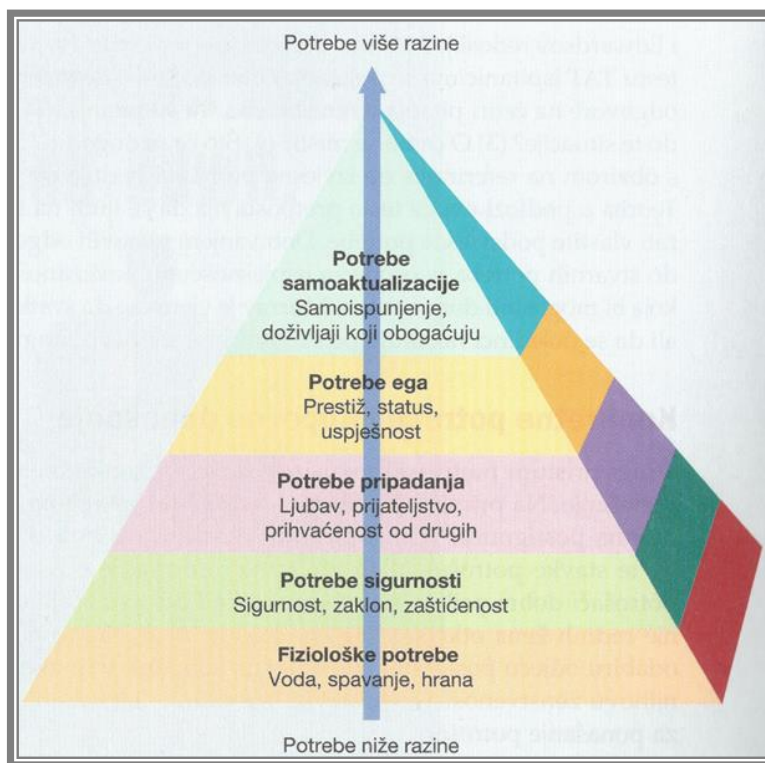 Potrebe više razine
Potrebe
samoaktualizacije
Samoispunjenje,
doživljaji koji obogaćuju
Potrebe ega
Prestiž, status,
uspješnost
Potrebe pripadanja
Ljubav, prijateljstvo,
prihvaćenost od drugih
Potrebe sigurnosti
Sigurnost, zaklon, zaštićenost
Fiziološke potrebe
Voda, spavanje, hrana
Potrebe niže razine